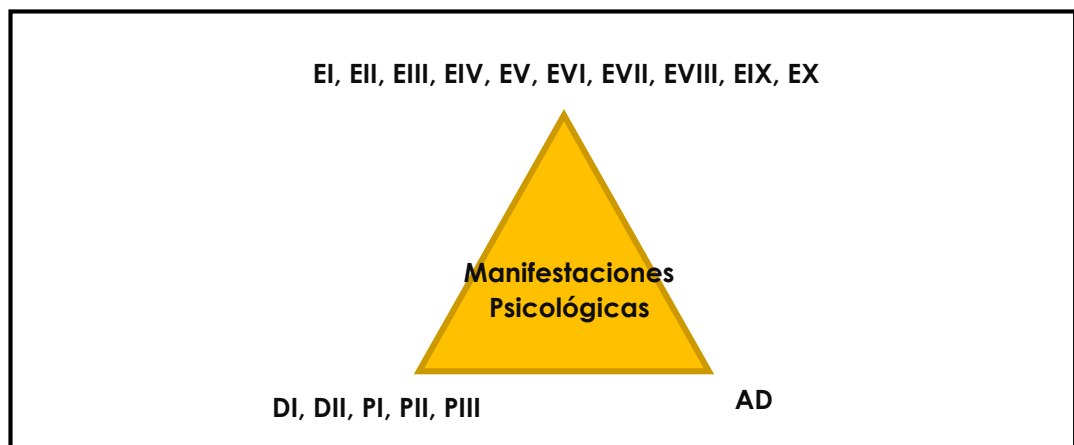 EI, EII, EIII, EIV, EV, EVI, EVII, EVIII, EIX, EX
Manifestaciones
Psicológicas
DI, DII, PI, PII, PIII
AD